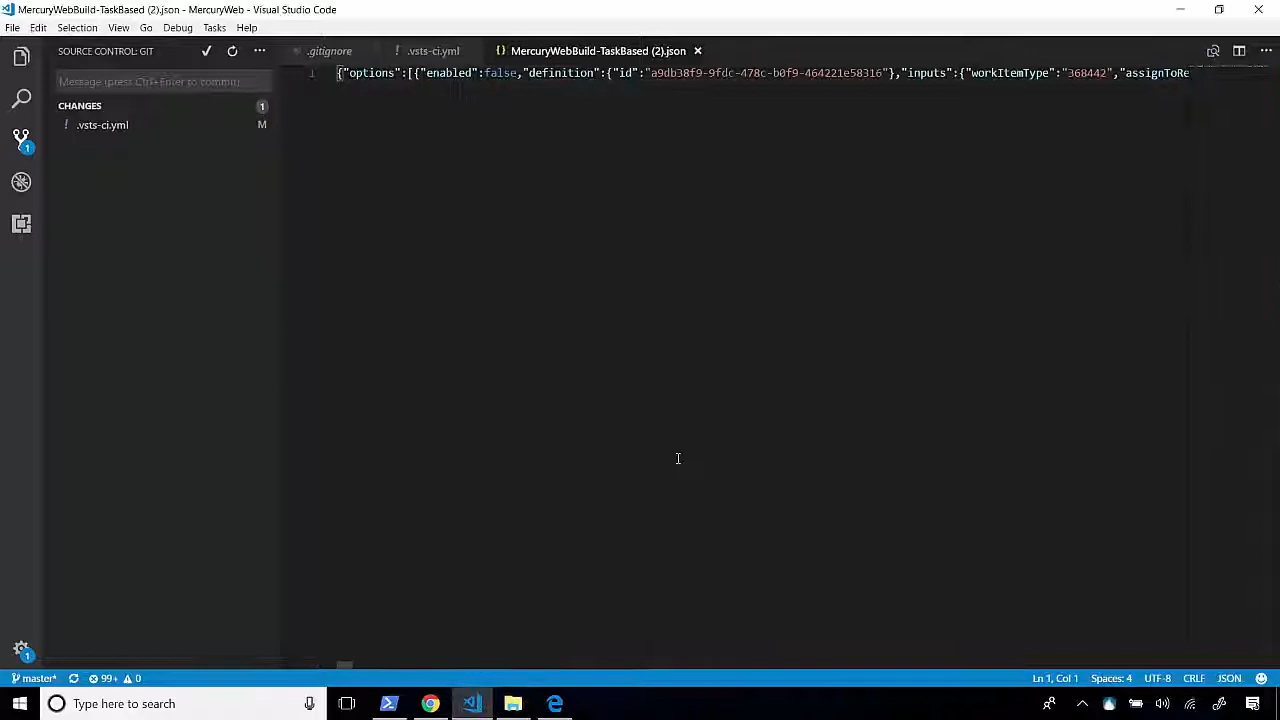 MercuryWebBuild-TaskBased (2).json - MercuryWeb - Visual Studio Code
File Edit Selection View Go Debug Tasks Help
SOURCE CONTROL: GIT
.gitignore
! .vsts-ci.yml
{} MercuryWebBuild-TaskBased (2).json
Message (press Ctrl+Enter to commit)
1 {"options":[{"enabled":false,"definition":{"id":"a9db38f9-9fdc-478c-b0f9-464221e58316"},"inputs":{"workItemType":"368442","assignToRe
CHANGES 1
! .vsts-ci.yml M
1
1
master* 99+ 0 Ln 1, Col 1 Spaces: 4 UTF-8 CRLF JSON
Type here to search